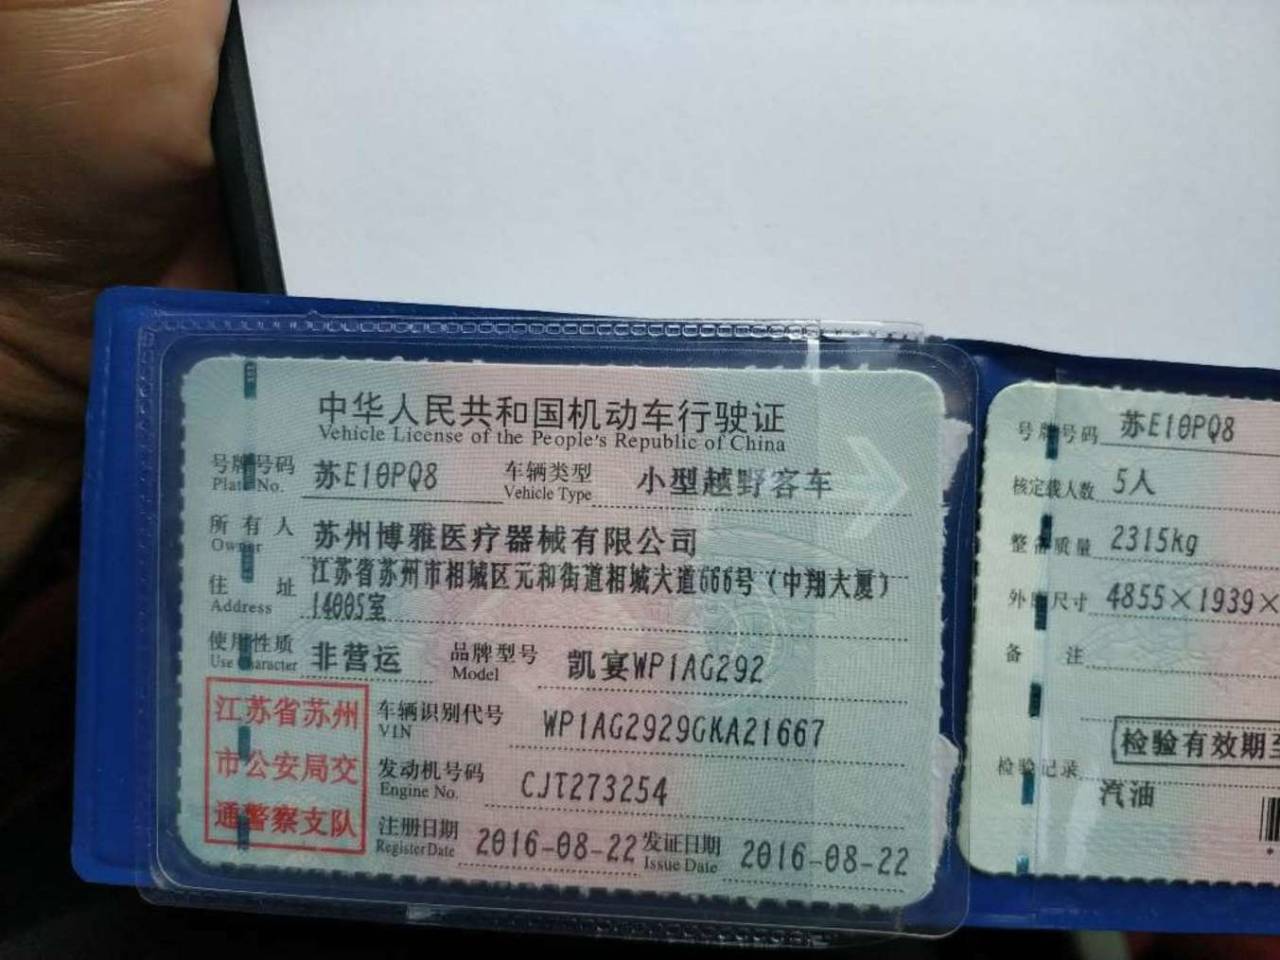 中华人民共和国机动车行驶证
Vehicle License of the People's Republic of China
号牌号码 苏E10PQ8 车辆类型 小型越野客车
Plate No. Vehicle Type
所有人 苏州博雅医疗器械有限公司
Owner
住址 江苏省苏州市相城区元和街道相城大道666号（中翔大厦）
Address 14005室
使用性质 非营运 品牌型号 凯宴WP1AG292
Use Character Model
江苏省苏州
市公安局交
通警察支队
车辆识别代号 WP1AG2929GKA21667
VIN
发动机号码 CJT273254
Engine No.
注册日期 2016-08-22 发证日期 2016-08-22
Register Date Issue Date
号牌号码 苏E10PQ8
核定载人数 5人
整备质量 2315kg
外廓尺寸 4855×1939×
备注
检验有效期至
检验记录
汽油